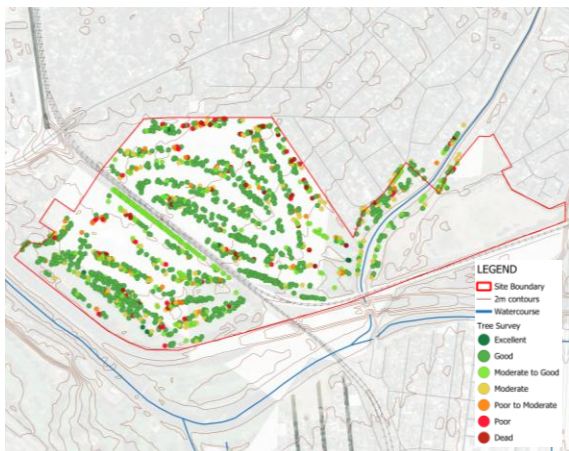 LEGEND
Site Boundary
2m contours
Watercourse
Tree Survey
Excellent
Good
Moderate to Good
Moderate
Poor to Moderate
Poor
Dead